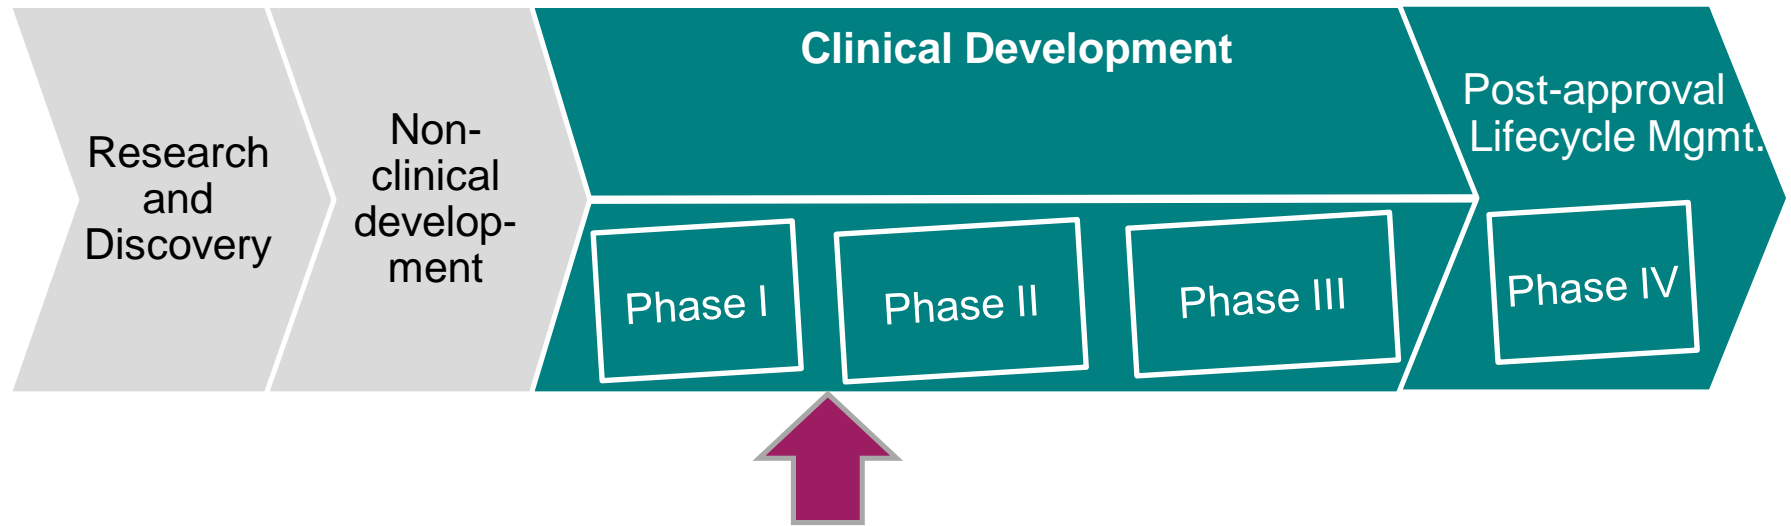 Research
and
Discovery
Non-
clinical
develop-
ment
Clinical Development
Phase I
Phase II
Phase III
Post-approval
Lifecycle Mgmt.
Phase IV